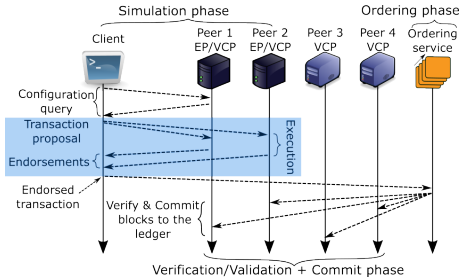 Simulation phase
Ordering phase
Client
Peer 1
EP/VCP
Peer 2
EP/VCP
Peer 3
VCP
Peer 4
VCP
Ordering
service
Configuration
query
Transaction
proposal
Endorsements
Execution
Endorsed
transaction
Verify & Commit
blocks to the
ledger
Verification/Validation + Commit phase